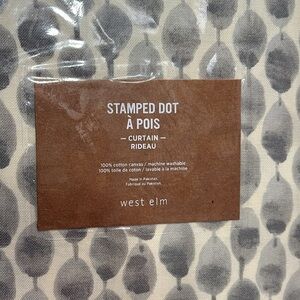 STAMPED DOT
À POIS
— CURTAIN —
RIDEAU
100% cotton canvas / machine washable
100% toile de coton / lavable à la machine
Made in Pakistan.
Fabriqué au Pakistan.
west elm